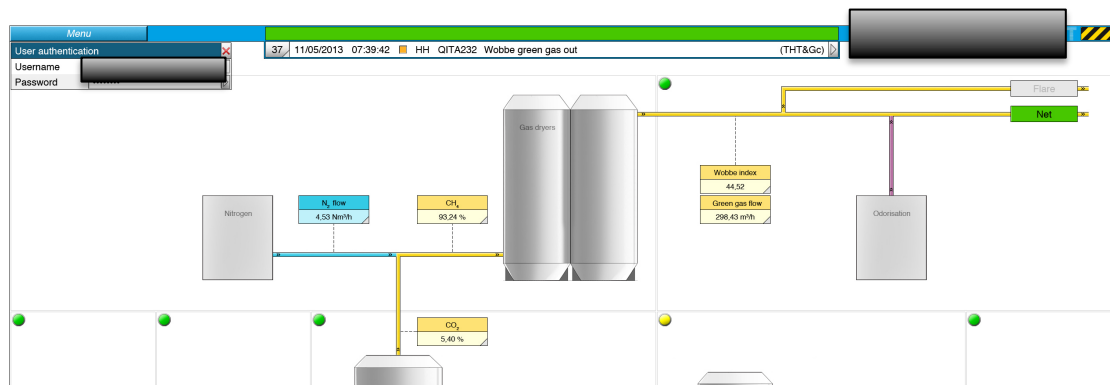 Menu
User authentication
Username
Password ********
37 11/05/2013 07:39:42 HH QITA232 Wobbe green gas out (THT&Gc)
T
Flare
Net
Gas dryers
Wobbe index
44,52
Green gas flow
298,43 m³/h
Nitrogen
N₂ flow
4,53 Nm³/h
CH₄
93,24 %
Odorisation
CO₂
5,40 %